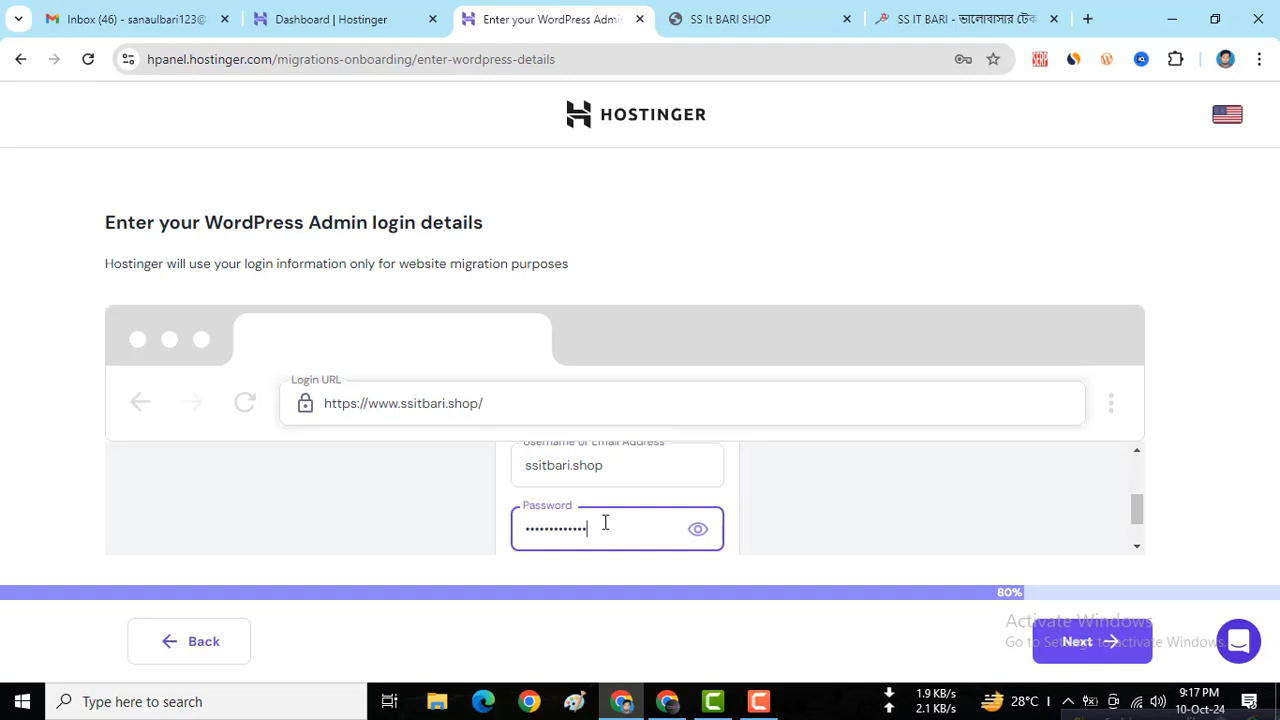 Inbox (46) - sanaulbari123@
Dashboard | Hostinger
Enter your WordPress Admin
SS It BARI SHOP
SS IT BARI - ভালোবাসার টেক
hpanel.hostinger.com/migrations/onboarding/enter-wordpress-details
HOSTINGER
Enter your WordPress Admin login details
Hostinger will use your login information only for website migration purposes
Login URL
https://www.ssitbari.shop/
Username or Email Address
ssitbari.shop
Password
•••••••••••••
80%
Back
Next
Activate Windows
Go to Settings to activate Windows.
Type here to search
1.9 KB/s
2.1 KB/s
28°C
9:17 PM
10-Oct-24